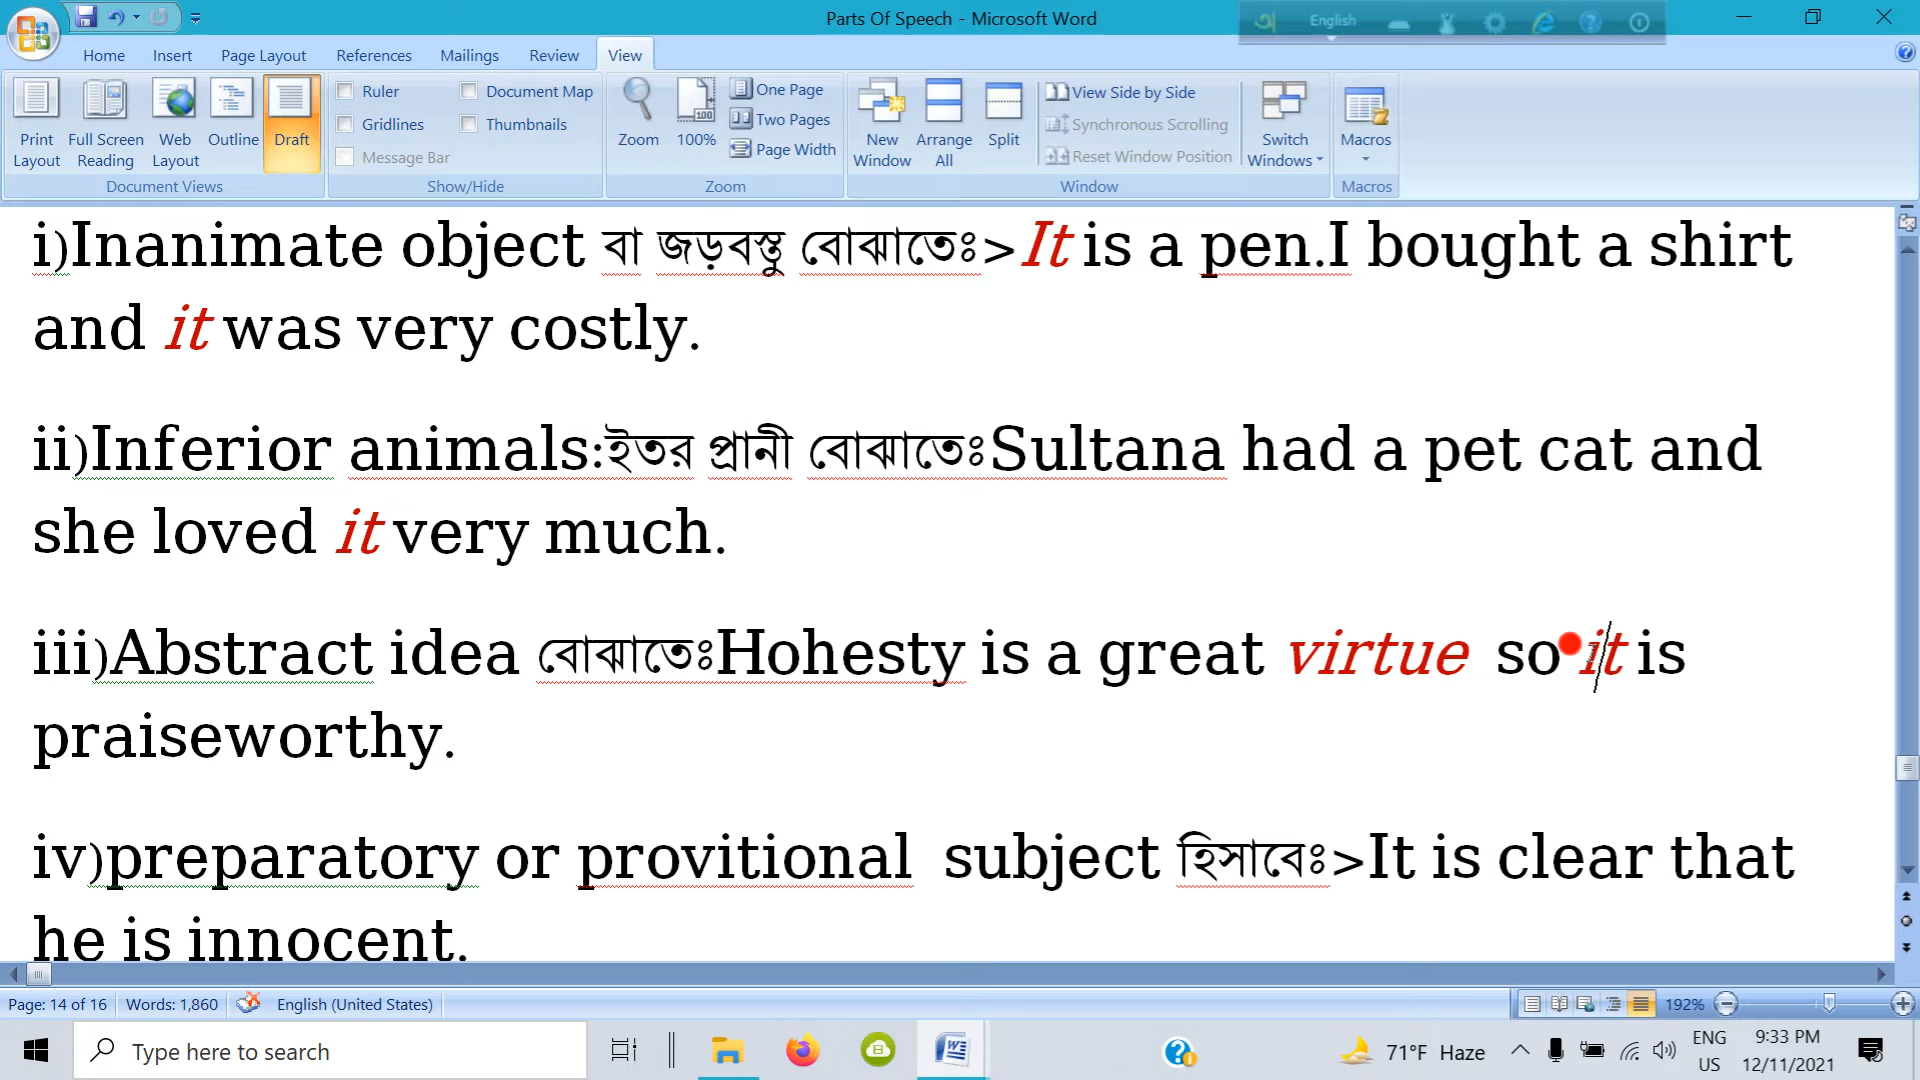 Parts Of Speech - Microsoft Word
English
Home Insert Page Layout References Mailings Review View
Print Layout
Full Screen Reading
Web Layout
Outline
Draft
Document Views
Ruler
Gridlines
Message Bar
Document Map
Thumbnails
Show/Hide
Zoom
100%
One Page
Two Pages
Page Width
Zoom
New Window
Arrange All
Split
View Side by Side
Synchronous Scrolling
Reset Window Position
Switch Windows
Window
Macros
Macros
i)Inanimate object বা জড়বস্তু বোঝাতেঃ>It is a pen.I bought a shirt
and it was very costly.
ii)Inferior animals:ইতর প্রানী বোঝাতেঃSultana had a pet cat and
she loved it very much.
iii)Abstract idea বোঝাতেঃHohesty is a great virtue so it is
praiseworthy.
iv)preparatory or provitional subject হিসাবেঃ>It is clear that
he is innocent.
Page: 14 of 16 Words: 1,860 English (United States) 192%
Type here to search
71°F Haze
ENG US
9:33 PM
12/11/2021